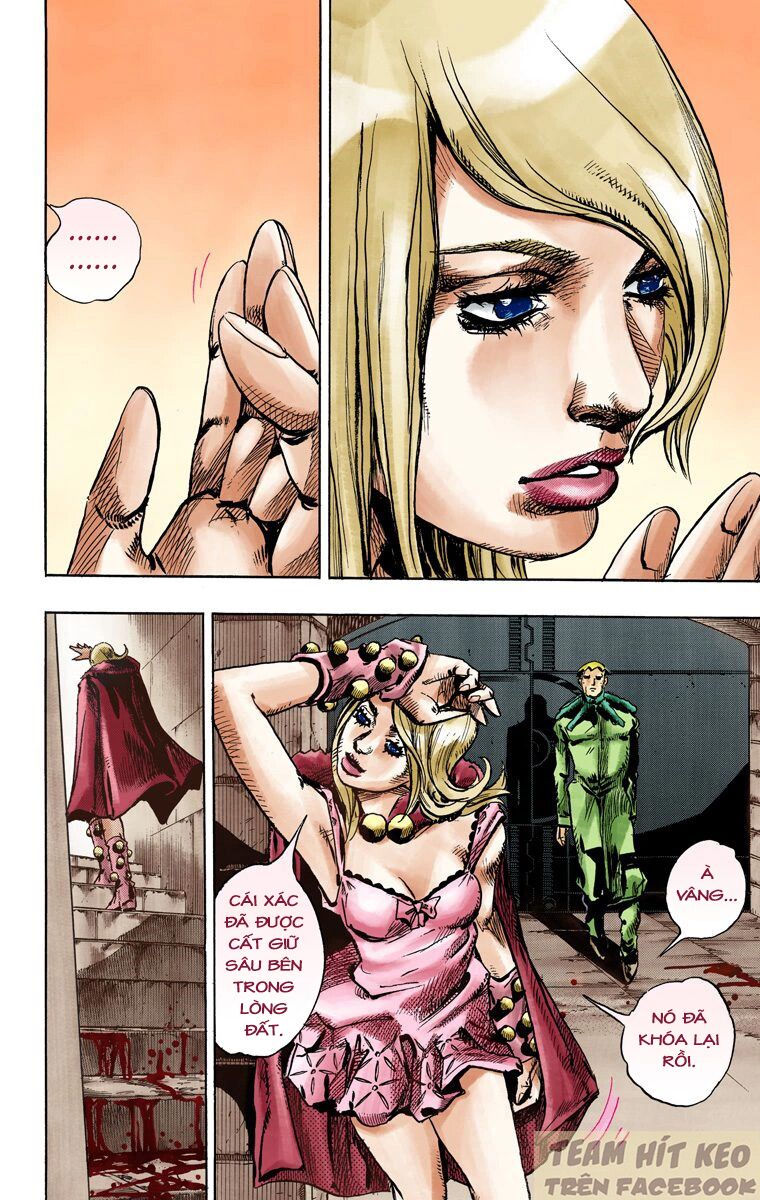 ......
......
À
VÂNG...
NÓ ĐÃ
KHÓA LẠI
RỒI.
CÁI XÁC
ĐÃ ĐƯỢC
CẤT GIỮ
SÂU BÊN
TRONG
LÒNG
ĐẤT.
TEAM HÍT KEO
TRÊN FACEBOOK